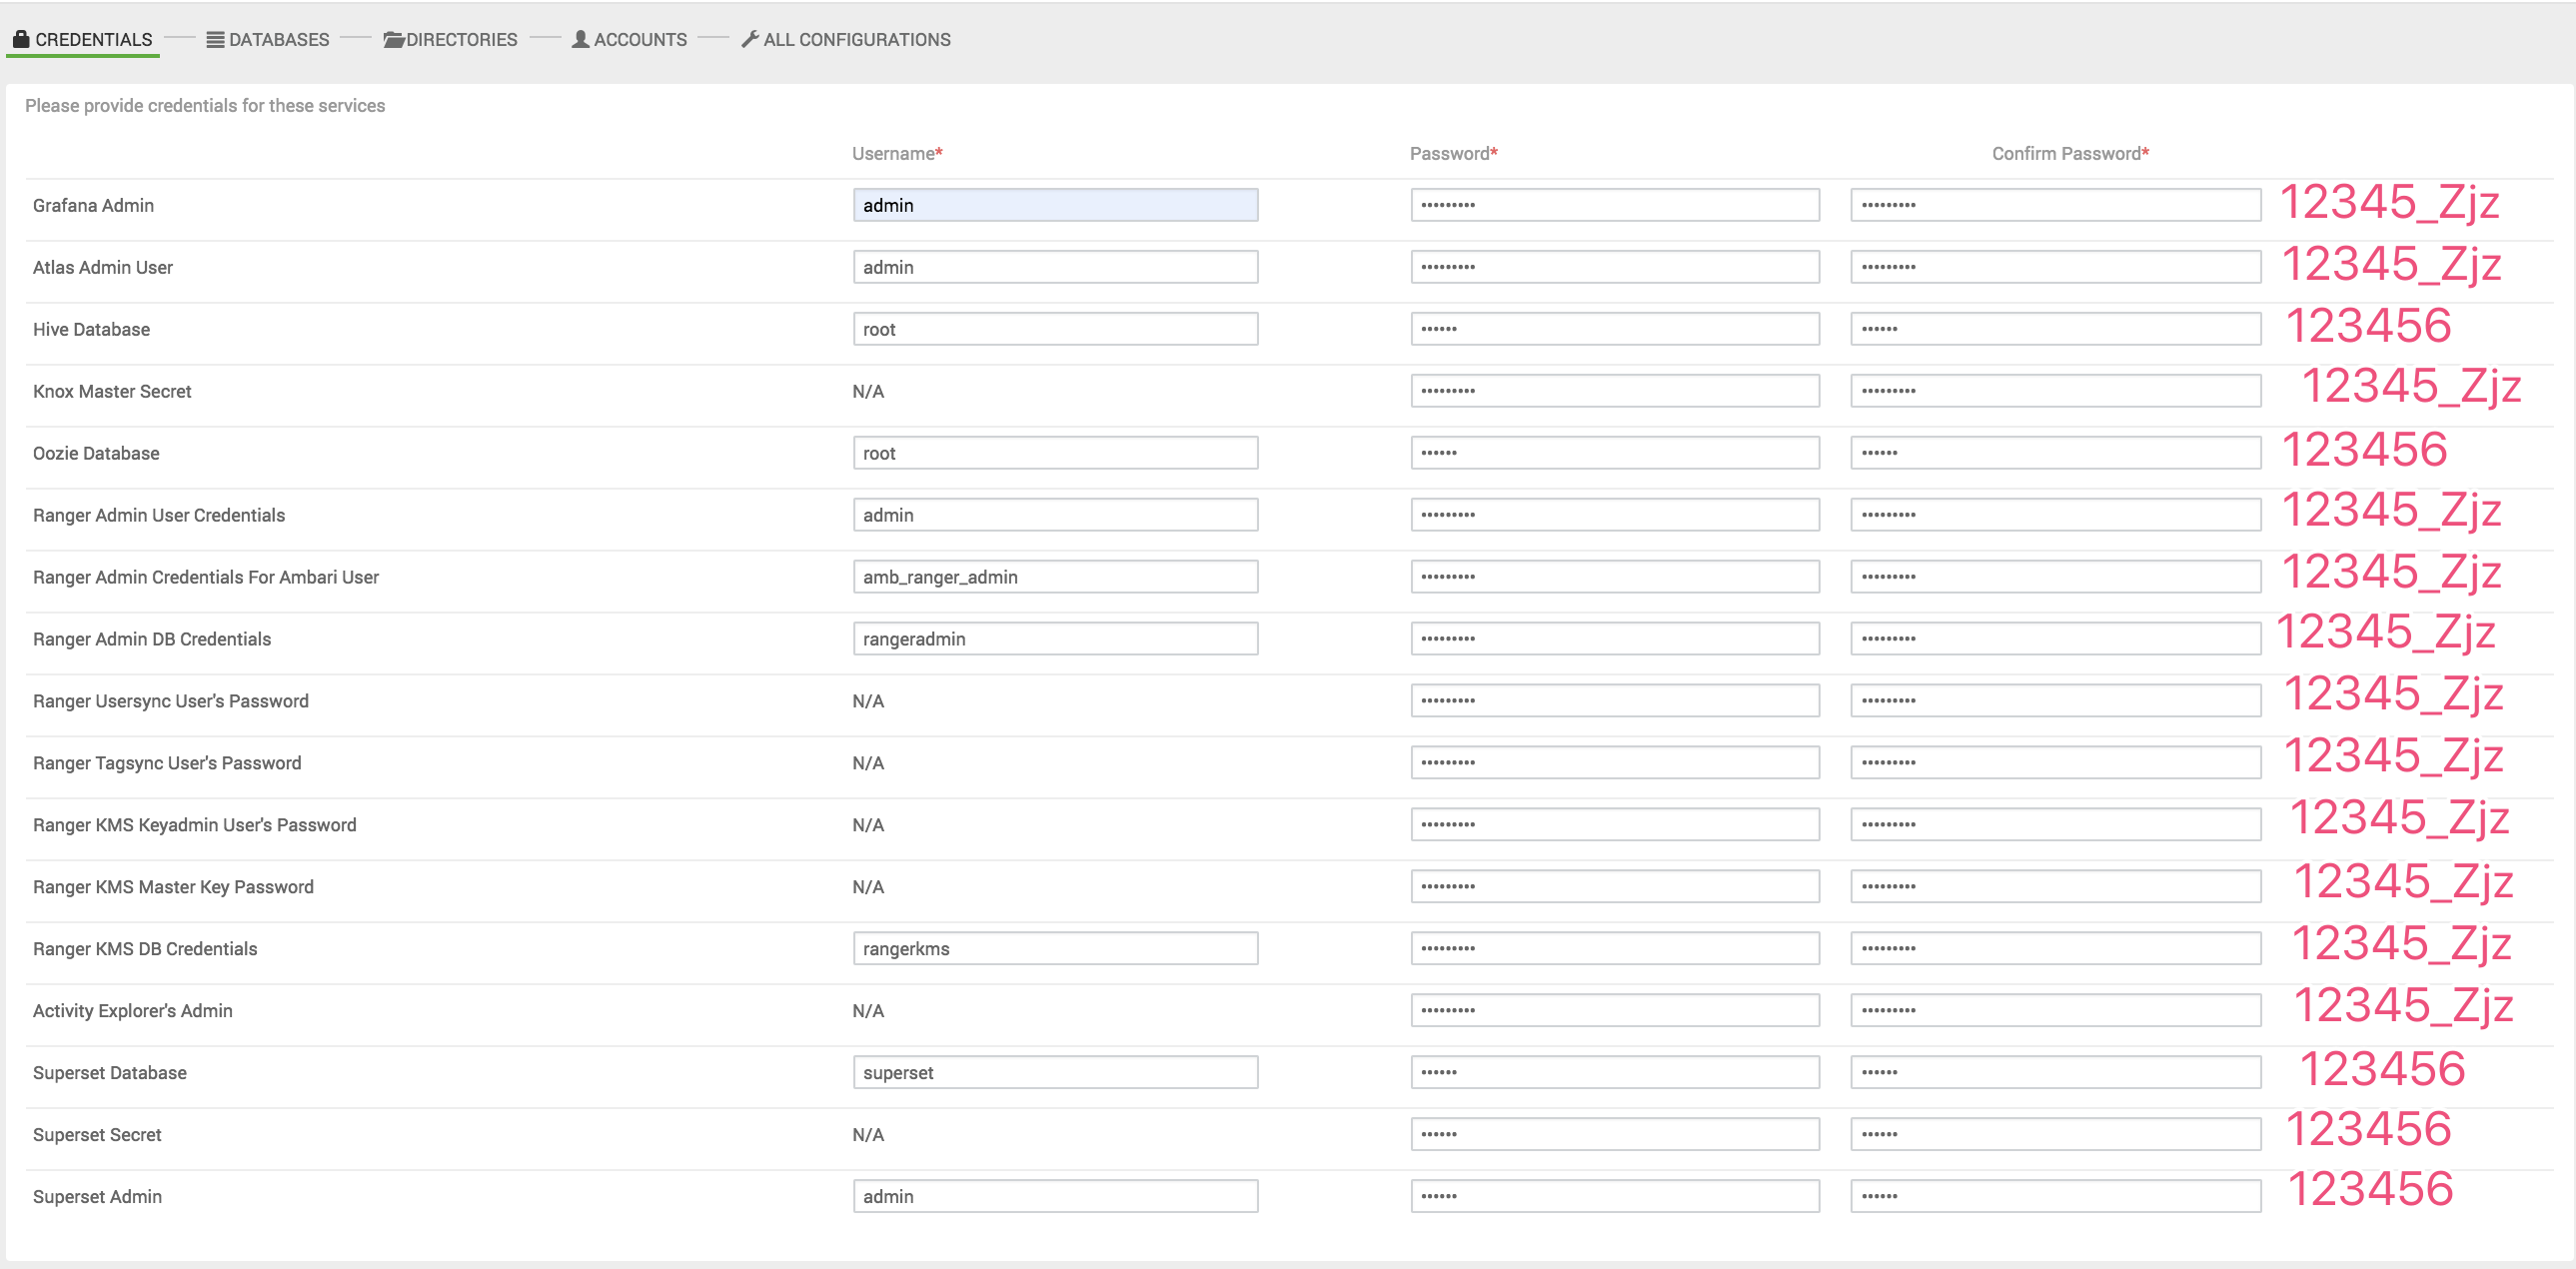 CREDENTIALS DATABASES DIRECTORIES ACCOUNTS ALL CONFIGURATIONS
Please provide credentials for these services
Username* Password* Confirm Password*
Grafana Admin admin ••••••••• ••••••••• 12345_Zjz
Atlas Admin User admin ••••••••• ••••••••• 12345_Zjz
Hive Database root •••••• •••••• 123456
Knox Master Secret N/A ••••••••• ••••••••• 12345_Zjz
Oozie Database root •••••• •••••• 123456
Ranger Admin User Credentials admin ••••••••• ••••••••• 12345_Zjz
Ranger Admin Credentials For Ambari User amb_ranger_admin ••••••••• ••••••••• 12345_Zjz
Ranger Admin DB Credentials rangeradmin ••••••••• ••••••••• 12345_Zjz
Ranger Usersync User's Password N/A ••••••••• ••••••••• 12345_Zjz
Ranger Tagsync User's Password N/A ••••••••• ••••••••• 12345_Zjz
Ranger KMS Keyadmin User's Password N/A ••••••••• ••••••••• 12345_Zjz
Ranger KMS Master Key Password N/A ••••••••• ••••••••• 12345_Zjz
Ranger KMS DB Credentials rangerkms ••••••••• ••••••••• 12345_Zjz
Activity Explorer's Admin N/A ••••••••• ••••••••• 12345_Zjz
Superset Database superset •••••• •••••• 123456
Superset Secret N/A •••••• •••••• 123456
Superset Admin admin •••••• •••••• 123456